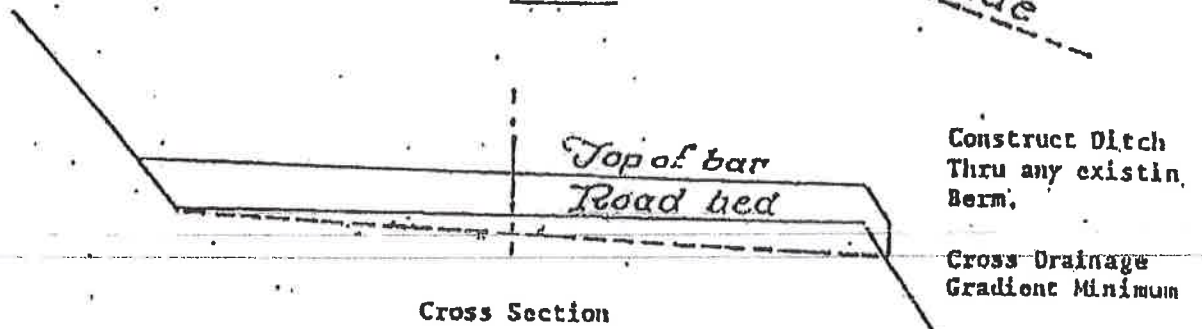 Top of bar
Road bed
Construct Ditch
Thru any existin
Berm.
Cross Drainage
Gradient Minimum
Cross Section